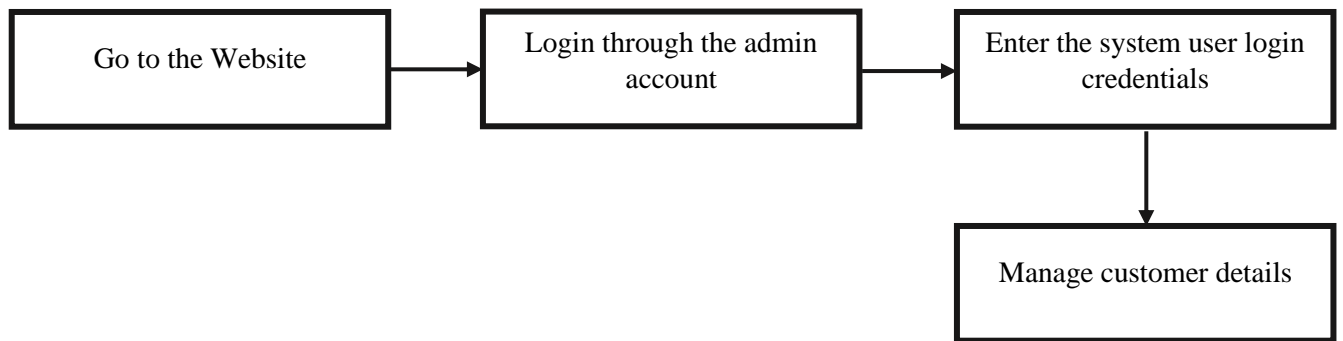 Go to the Website
Login through the admin
account
Enter the system user login
credentials
Manage customer details